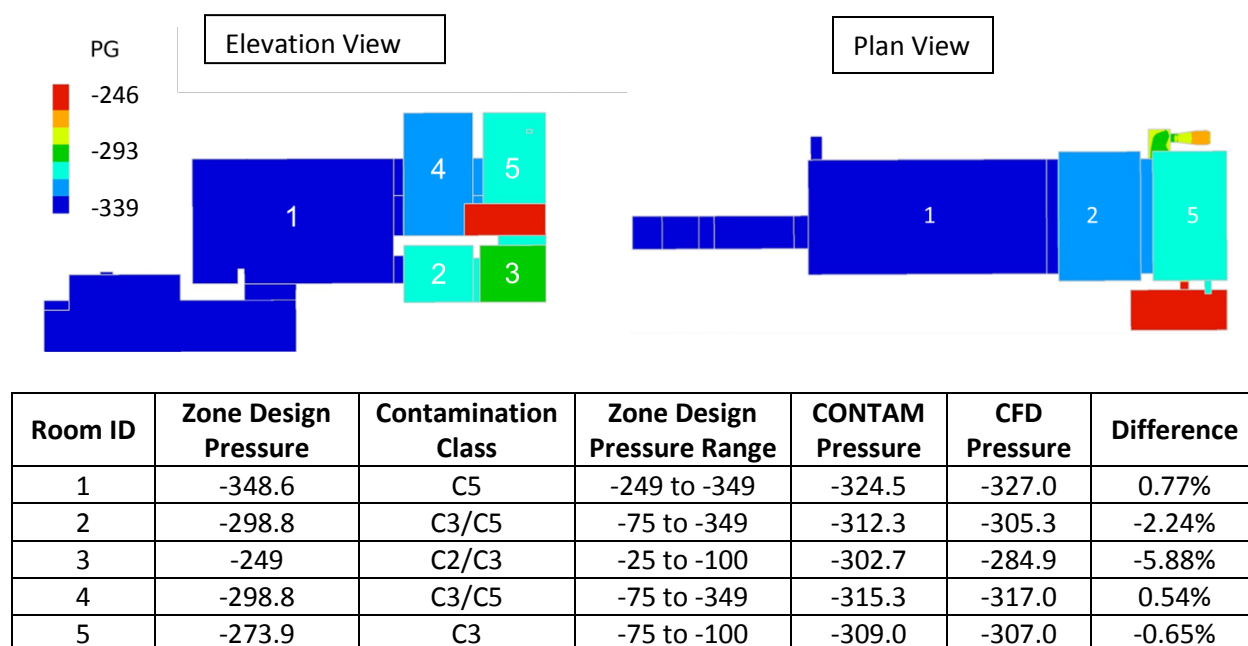 Elevation View
Plan View
PG
-246
-293
-339
4
5
1
2
3
1
2
5
Room ID Zone Design Pressure Contamination Class Zone Design Pressure Range CONTAM Pressure CFD Pressure Difference
1 -348.6 C5 -249 to -349 -324.5 -327.0 0.77%
2 -298.8 C3/C5 -75 to -349 -312.3 -305.3 -2.24%
3 -249 C2/C3 -25 to -100 -302.7 -284.9 -5.88%
4 -298.8 C3/C5 -75 to -349 -315.3 -317.0 0.54%
5 -273.9 C3 -75 to -100 -309.0 -307.0 -0.65%